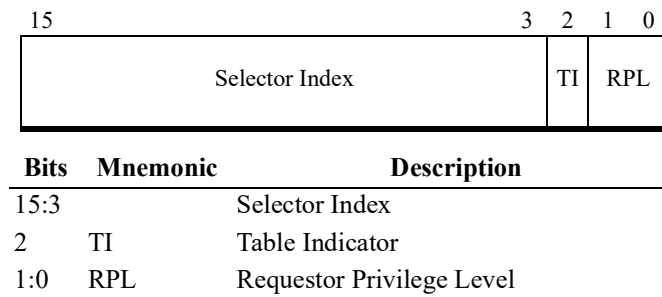 15 3 2 1 0
Selector Index TI RPL
Bits Mnemonic Description
15:3 Selector Index
2 TI Table Indicator
1:0 RPL Requestor Privilege Level